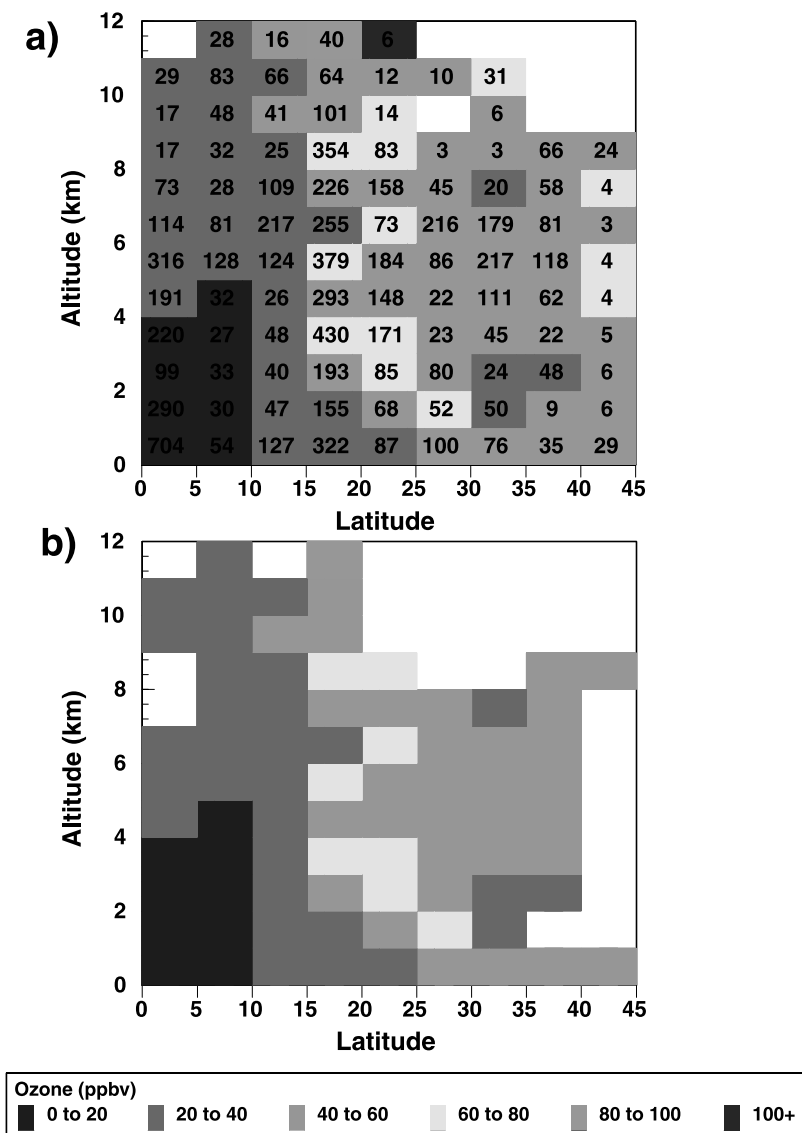 a)
12
28 16 40 6
29 83 66 64 12 10 31
10
17 48 41 101 14 6
17 32 25 354 83 3 3 66 24
8
73 28 109 226 158 45 20 58 4
114 81 217 255 73 216 179 81 3
6
316 128 124 379 184 86 217 118 4
191 32 26 293 148 22 111 62 4
4
220 27 48 430 171 23 45 22 5
99 33 40 193 85 80 24 48 6
2
290 30 47 155 68 52 50 9 6
704 54 127 322 87 100 76 35 29
0
Altitude (km)
0 5 10 15 20 25 30 35 40 45
Latitude
b)
12
10
8
6
4
2
0
Altitude (km)
0 5 10 15 20 25 30 35 40 45
Latitude
Ozone (ppbv)
0 to 20 20 to 40 40 to 60 60 to 80 80 to 100 100+